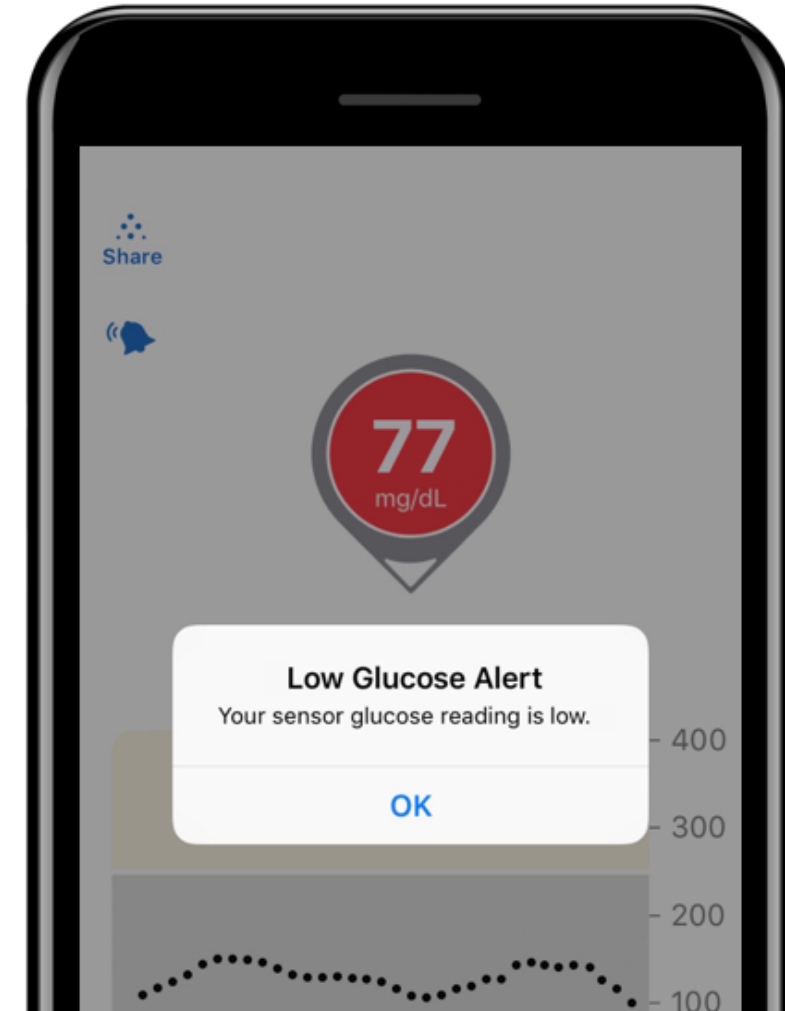 Share
77
mg/dL
Low Glucose Alert
Your sensor glucose reading is low.
OK
400
300
200
100